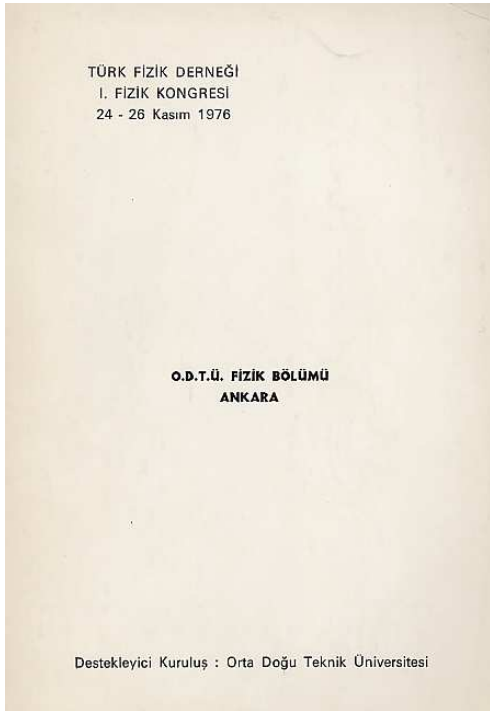 TÜRK FİZİK DERNEĞİ
I. FİZİK KONGRESİ
24 - 26 Kasım 1976
O.D.T.Ü. FİZİK BÖLÜMÜ
ANKARA
Destekleyici Kuruluş : Orta Doğu Teknik Üniversitesi